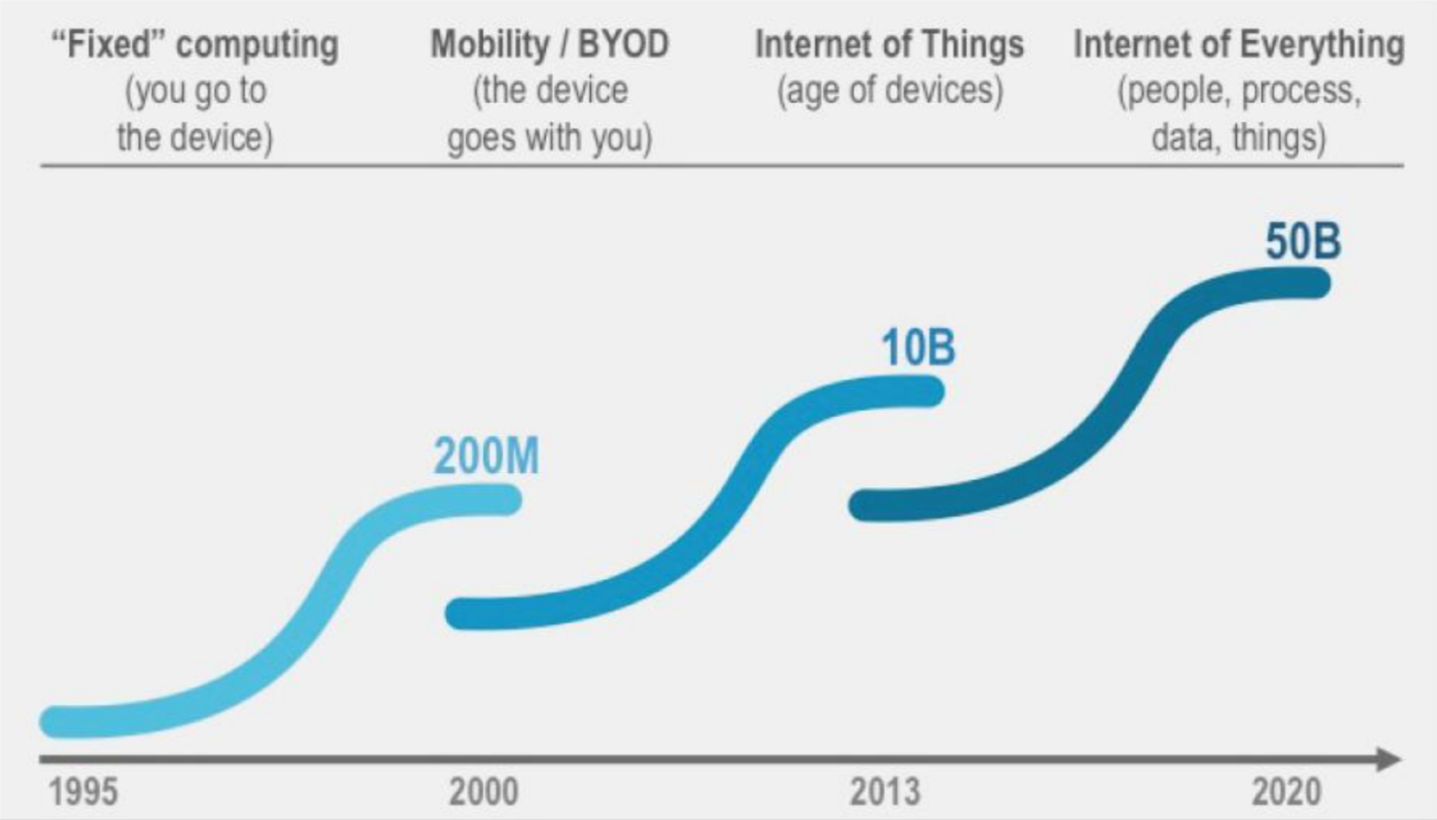 “Fixed” computing
(you go to
the device)
Mobility / BYOD
(the device
goes with you)
Internet of Things
(age of devices)
Internet of Everything
(people, process,
data, things)
50B
10B
200M
1995
2000
2013
2020